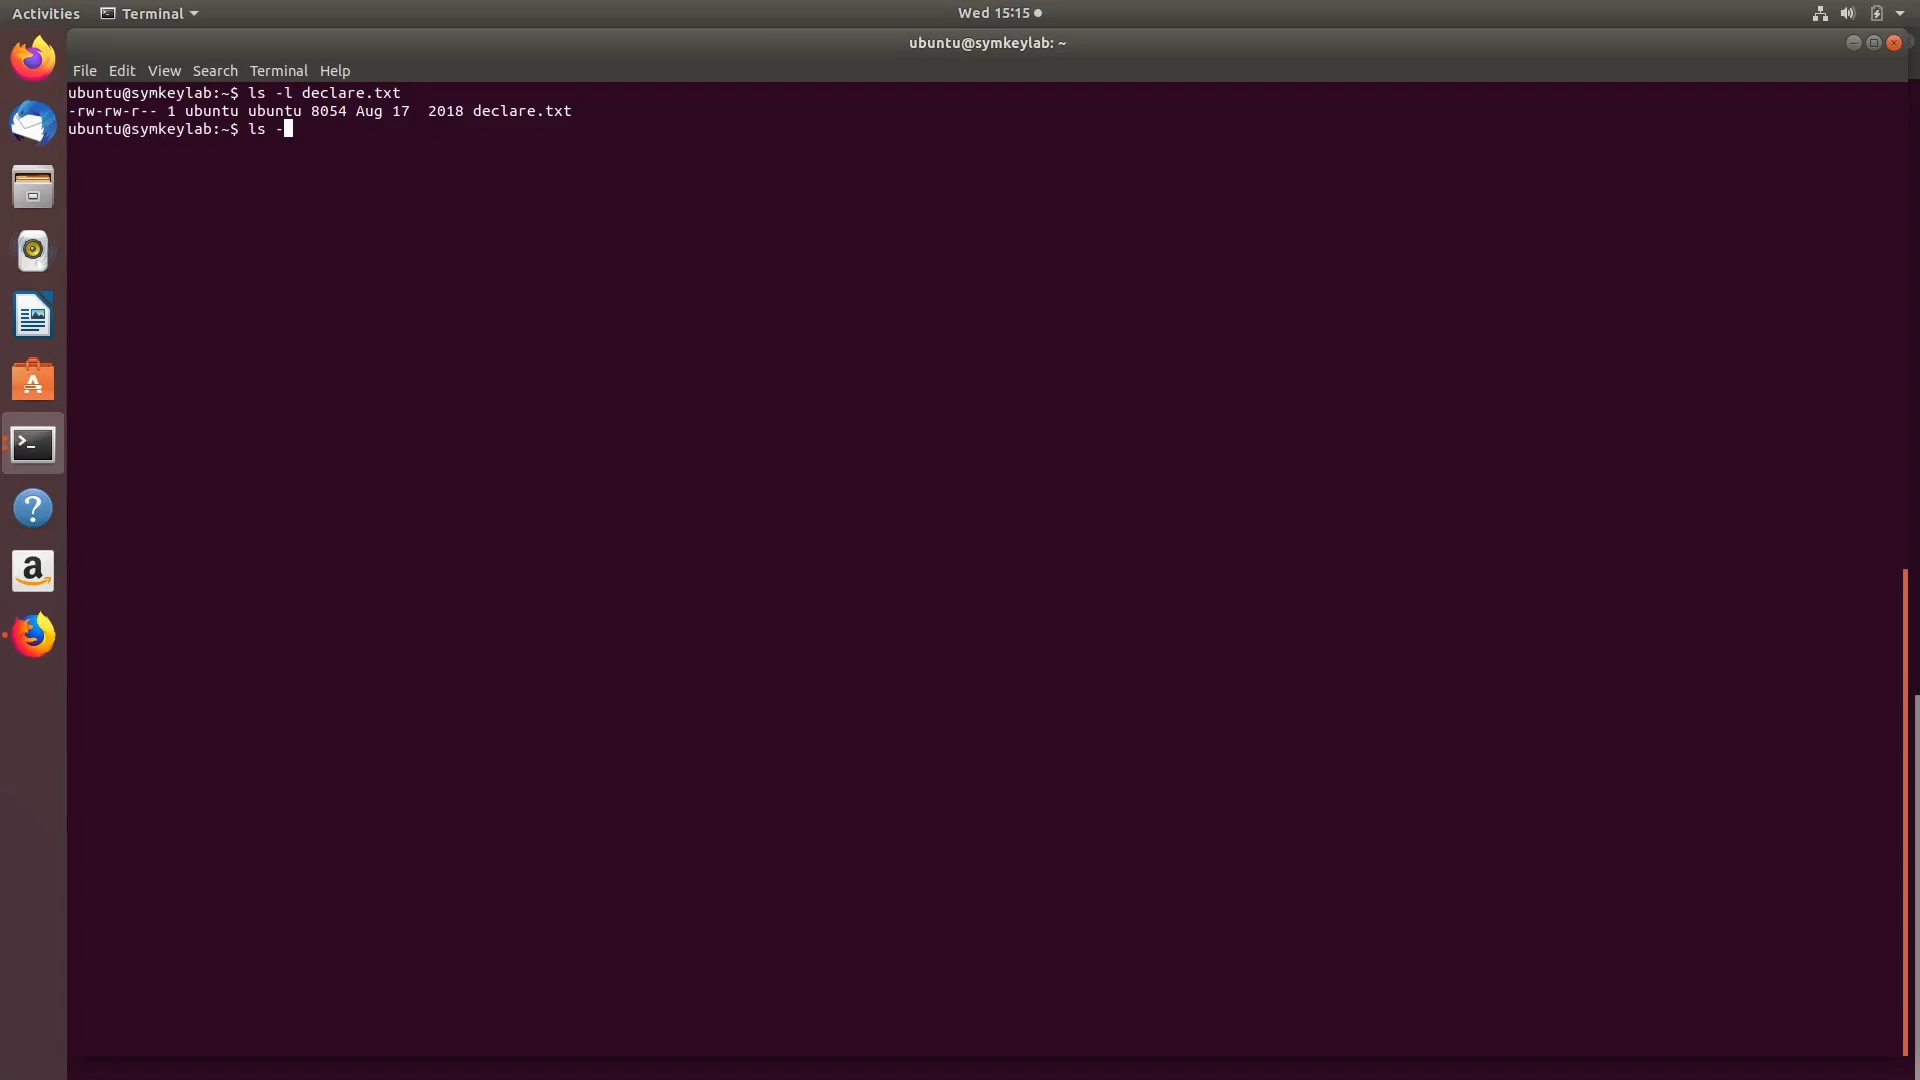 Activities Terminal Wed 15:15
ubuntu@symkeylab: ~
File Edit View Search Terminal Help
ubuntu@symkeylab:~$ ls -l declare.txt
-rw-rw-r-- 1 ubuntu ubuntu 8054 Aug 17  2018 declare.txt
ubuntu@symkeylab:~$ ls -